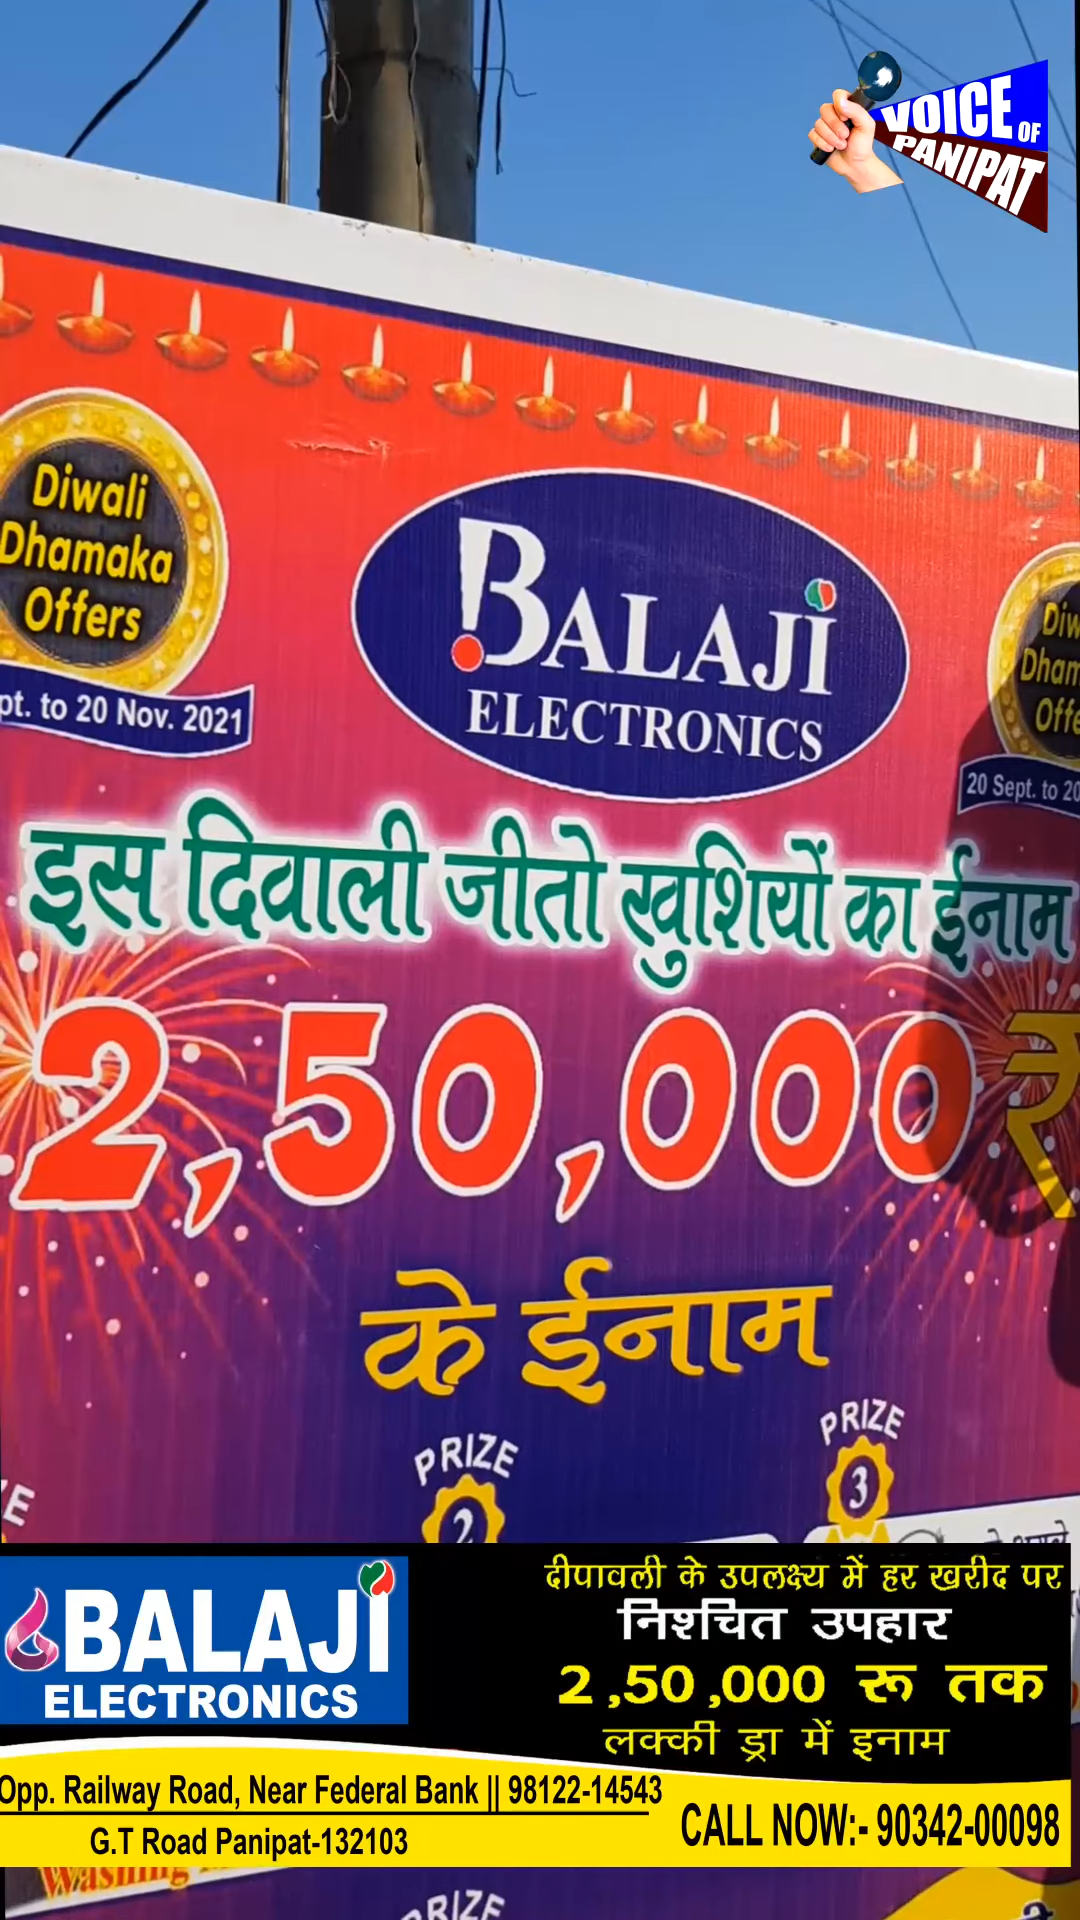 VOICE OF
PANIPAT
Diwali
Dhamaka
Offers
to 20 Nov. 2021
BALAJI
ELECTRONICS
20 Sept. to
इस दिवाली जीतो खुशियों का ईनाम
2,50,000 ₹
के ईनाम
PRIZE
2
PRIZE
3
BALAJI
ELECTRONICS
दीपावली के उपलक्ष्य में हर खरीद पर
निश्चित उपहार
2,50,000 रू तक
लक्की ड्रा में इनाम
Opp. Railway Road, Near Federal Bank || 98122-14543
G.T Road Panipat-132103
CALL NOW:- 90342-00098